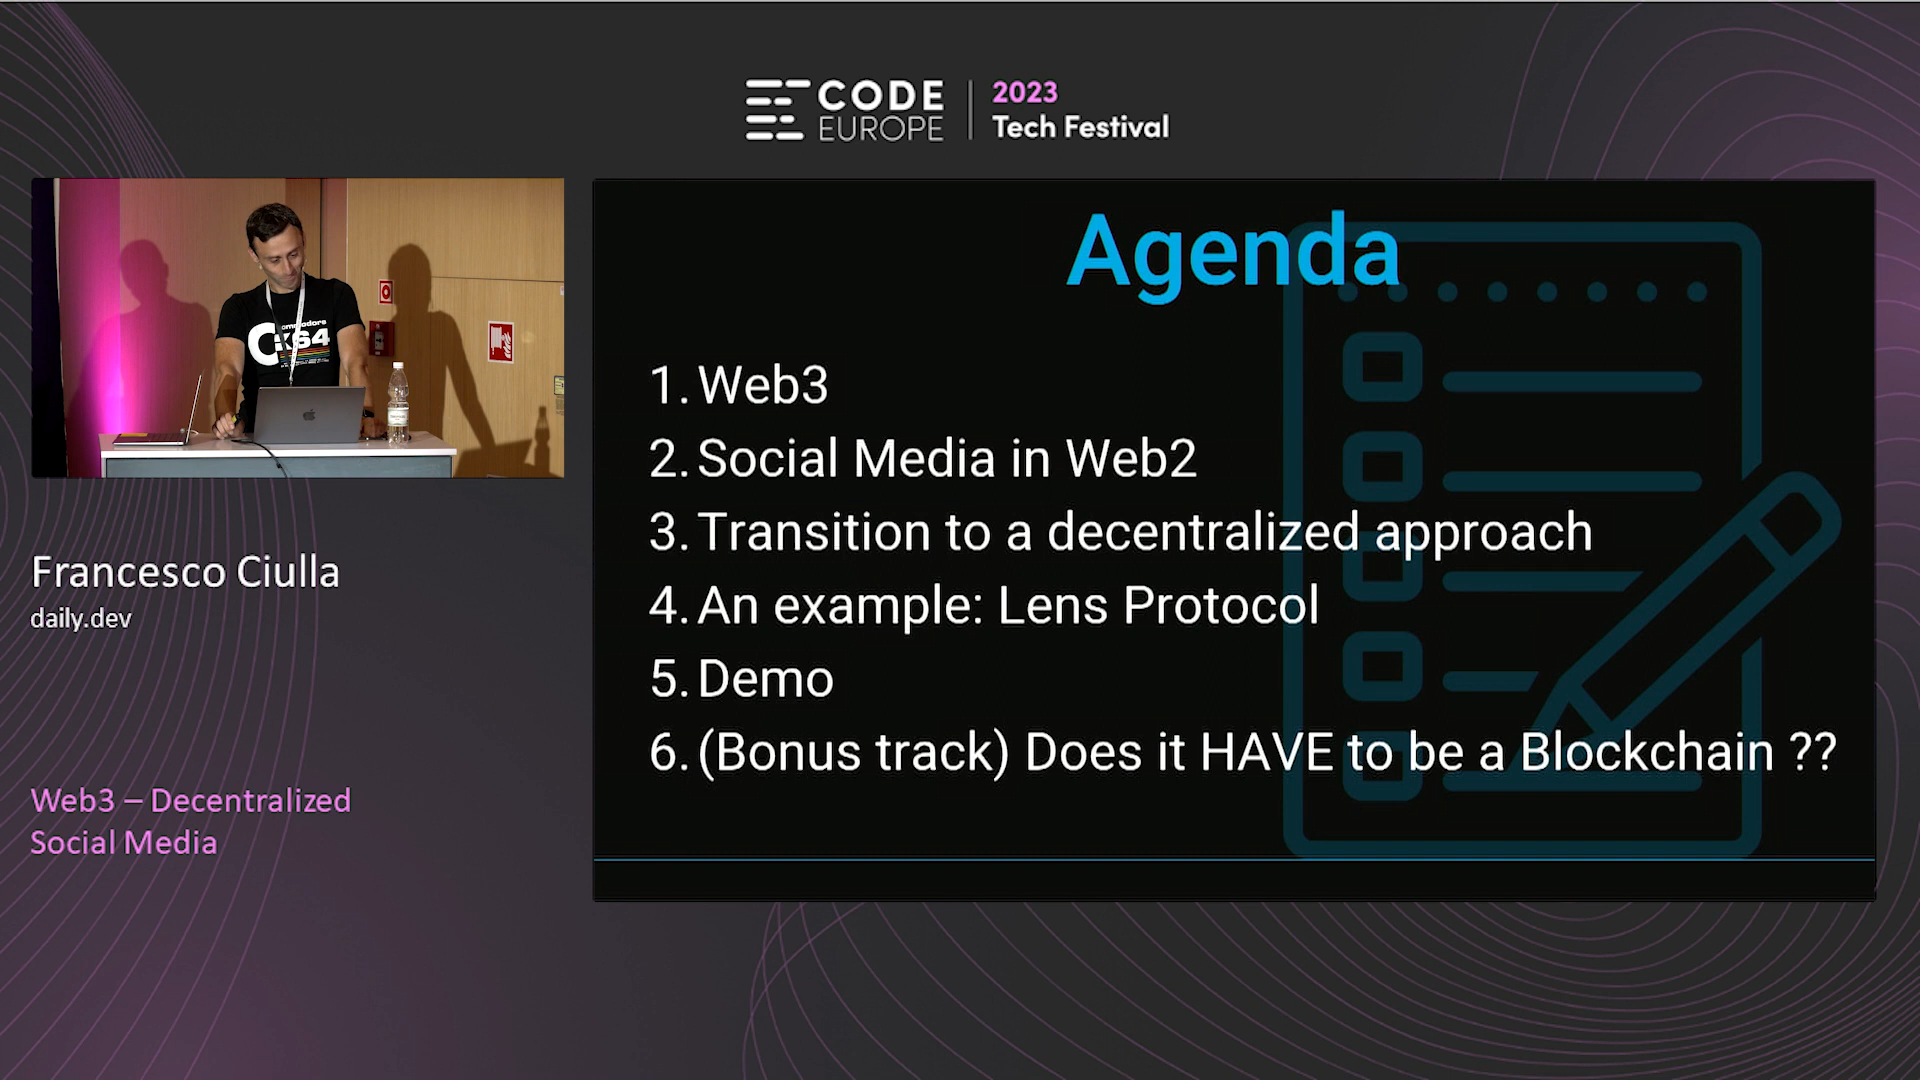 CODE
EUROPE
2023
Tech Festival
Agenda
1. Web3
2. Social Media in Web2
3. Transition to a decentralized approach
4. An example: Lens Protocol
5. Demo
6. (Bonus track) Does it HAVE to be a Blockchain ??
Francesco Ciulla
daily.dev
Web3 – Decentralized
Social Media